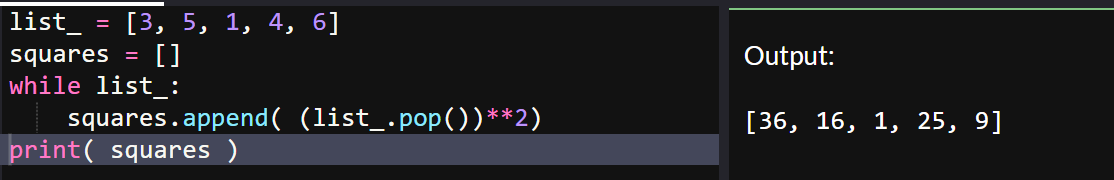 list_ = [3, 5, 1, 4, 6]
squares = []
while list_:
    squares.append( (list_.pop())**2)
print( squares )
Output:
[36, 16, 1, 25, 9]